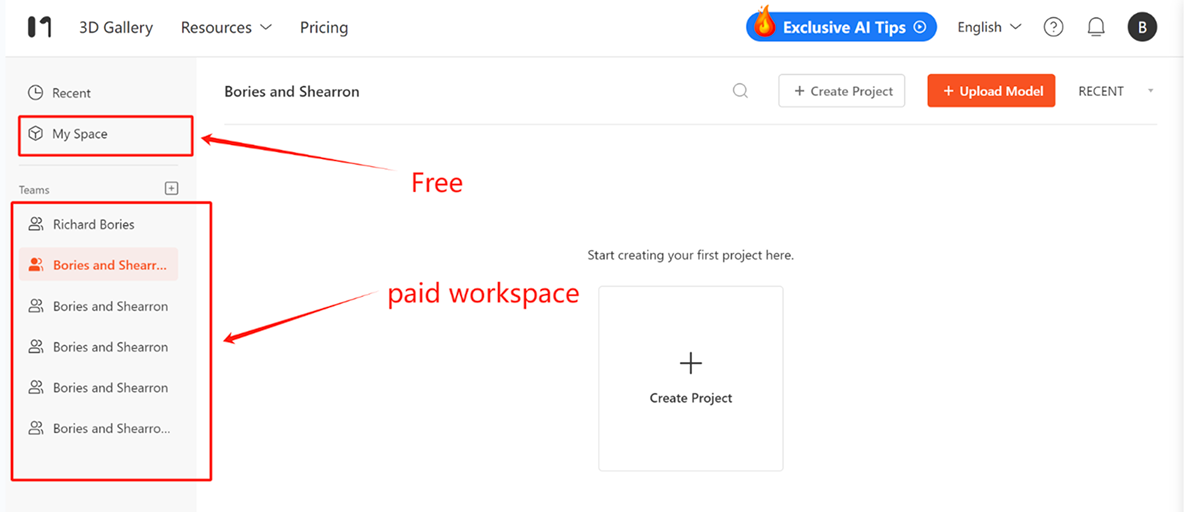 3D Gallery Resources Pricing Exclusive AI Tips English B
Recent
My Space
Teams
Richard Bories
Bories and Shearr...
Bories and Shearron
Bories and Shearron
Bories and Shearron
Bories and Shearro...
Bories and Shearron + Create Project + Upload Model RECENT
Free
paid workspace
Start creating your first project here.
Create Project